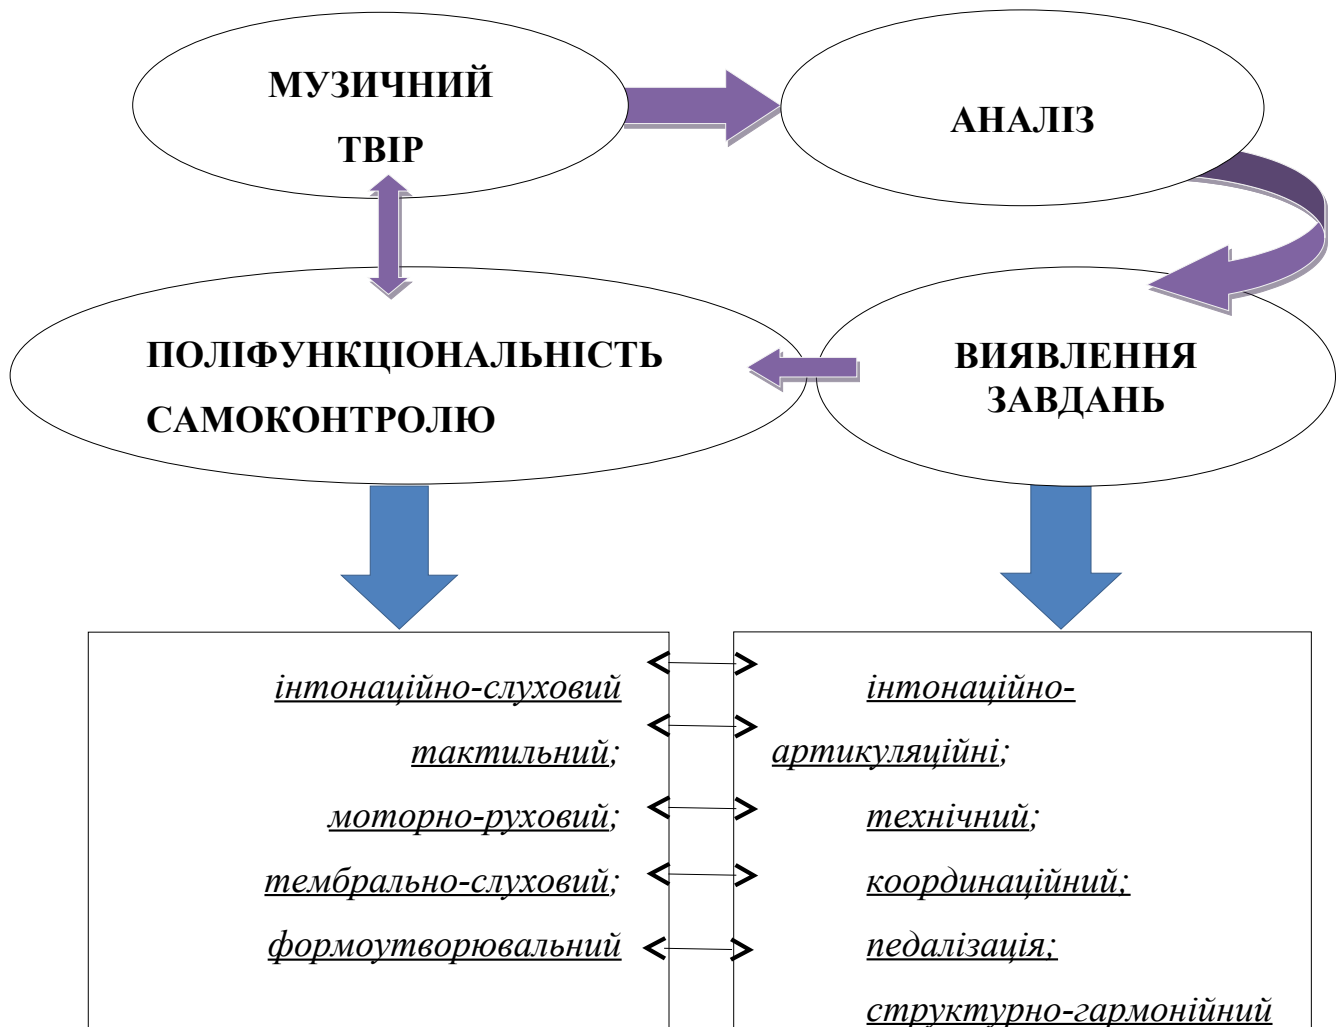 МУЗИЧНИЙ
ТВІР
АНАЛІЗ
ПОЛІФУНКЦІОНАЛЬНІСТЬ
САМОКОНТРОЛЮ
ВИЯВЛЕННЯ
ЗАВДАНЬ
інтонаційно-слуховий
тактильний;
моторно-руховий;
тембрально-слуховий;
формоутворювальний
інтонаційно-
артикуляційні;
технічний;
координаційний;
педалізація;
структурно-гармонійний